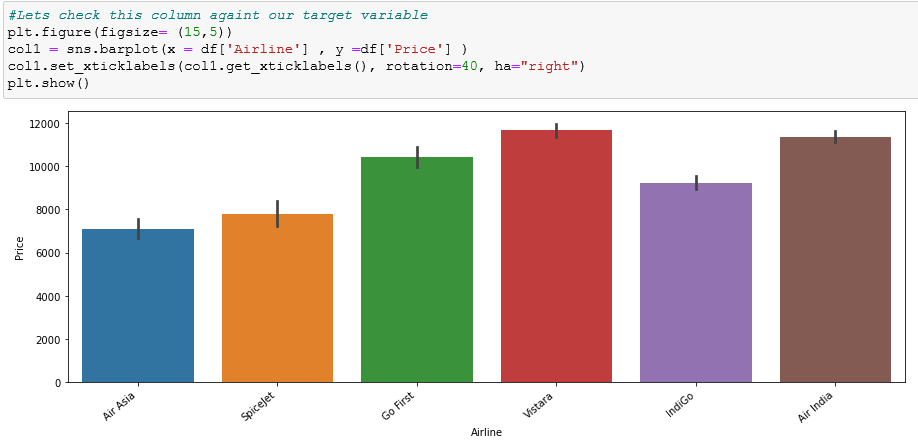 #Lets check this column againt our target variable
plt.figure(figsize= (15,5))
col1 = sns.barplot(x = df['Airline'] , y =df['Price'] )
col1.set_xticklabels(col1.get_xticklabels(), rotation=40, ha="right")
plt.show()
12000
10000
8000
6000
4000
2000
0
Price
Air Asia
SpiceJet
Go First
Vistara
IndiGo
Air India
Airline